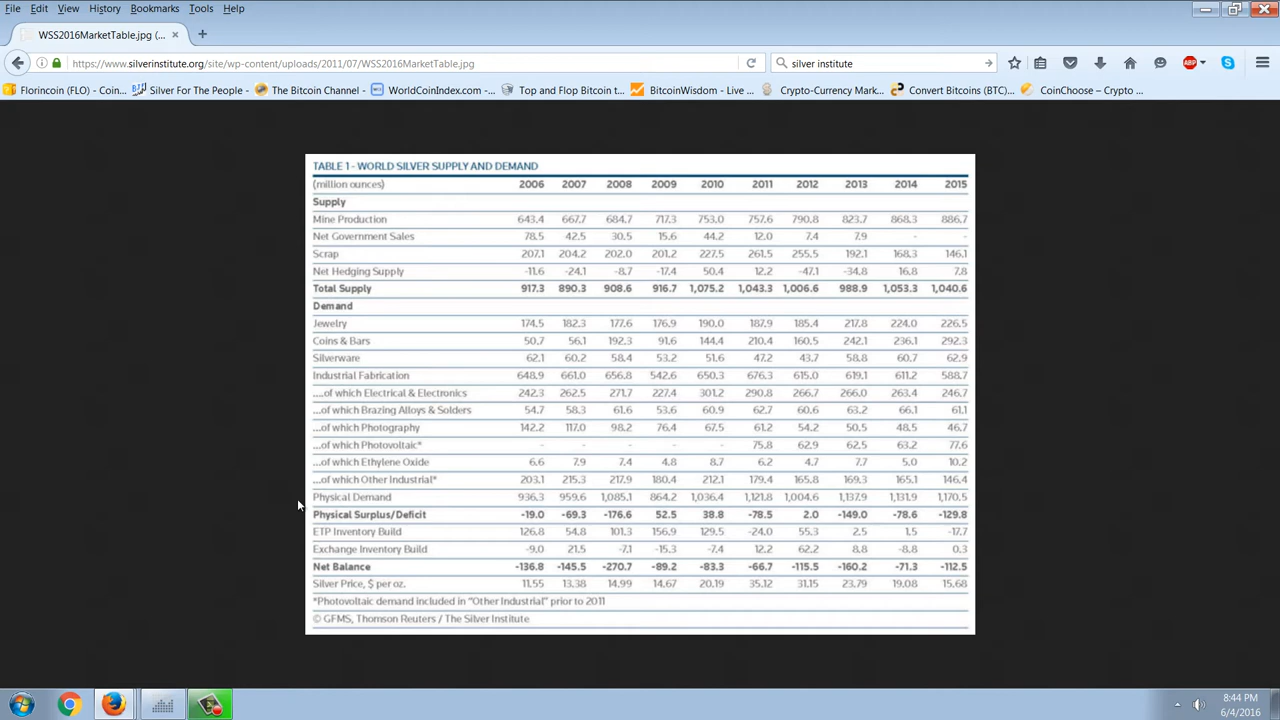 File Edit View History Bookmarks Tools Help
WSS2016MarketTable.jpg (...
https://www.silverinstitute.org/site/wp-content/uploads/2011/07/WSS2016MarketTable.jpg silver institute
Florincoin (FLO) - Coin... Silver For The People - The Bitcoin Channel - WorldCoinIndex.com -... Top and Flop Bitcoin t... BitcoinWisdom - Live ... Crypto-Currency Mark... Convert Bitcoins (BTC)... CoinChoose – Crypto ...
TABLE 1 - WORLD SILVER SUPPLY AND DEMAND
(million ounces) 2006 2007 2008 2009 2010 2011 2012 2013 2014 2015
Supply
Mine Production 643.4 667.7 684.7 717.3 753.0 757.6 790.8 823.7 868.3 886.7
Net Government Sales 78.5 42.5 30.5 15.6 44.2 12.0 7.4 7.9 - -
Scrap 207.1 204.2 202.0 201.2 227.5 261.5 255.5 192.1 168.3 146.1
Net Hedging Supply -11.6 -24.1 -8.7 -17.4 50.4 12.2 -47.1 -34.8 16.8 7.8
Total Supply 917.3 890.3 908.6 916.7 1,075.2 1,043.3 1,006.6 988.9 1,053.3 1,040.6
Demand
Jewelry 174.5 182.3 177.6 176.9 190.0 187.9 185.4 217.8 224.0 226.5
Coins & Bars 50.7 56.1 192.3 91.6 144.4 210.4 160.5 242.1 236.1 292.3
Silverware 62.1 60.2 58.4 53.2 51.6 47.2 43.7 58.8 60.7 62.9
Industrial Fabrication 648.9 661.0 656.8 542.6 650.3 676.3 615.0 619.1 611.2 588.7
....of which Electrical & Electronics 242.3 262.5 271.7 227.4 301.2 290.8 266.7 266.0 263.4 246.7
...of which Brazing Alloys & Solders 54.7 58.3 61.6 53.6 60.9 62.7 60.6 63.2 66.1 61.1
...of which Photography 142.2 117.0 98.2 76.4 67.5 61.2 54.2 50.5 48.5 46.7
...of which Photovoltaic* - - - - - 75.8 62.9 62.5 63.2 77.6
...of which Ethylene Oxide 6.6 7.9 7.4 4.8 8.7 6.2 4.7 7.7 5.0 10.2
...of which Other Industrial* 203.1 215.3 217.9 180.4 212.1 179.4 165.8 169.3 165.1 146.4
Physical Demand 936.3 959.6 1,085.1 864.2 1,036.4 1,121.8 1,004.6 1,137.9 1,131.9 1,170.5
Physical Surplus/Deficit -19.0 -69.3 -176.6 52.5 38.8 -78.5 2.0 -149.0 -78.6 -129.8
ETP Inventory Build 126.8 54.8 101.3 156.9 129.5 -24.0 55.3 2.5 1.5 -17.7
Exchange Inventory Build -9.0 21.5 -7.1 -15.3 -7.4 12.2 62.2 8.8 -8.8 0.3
Net Balance -136.8 -145.5 -270.7 -89.2 -83.3 -66.7 -115.5 -160.2 -71.3 -112.5
Silver Price, $ per oz. 11.55 13.38 14.99 14.67 20.19 35.12 31.15 23.79 19.08 15.68
*Photovoltaic demand included in "Other Industrial" prior to 2011
© GFMS, Thomson Reuters / The Silver Institute
8:44 PM
6/4/2016